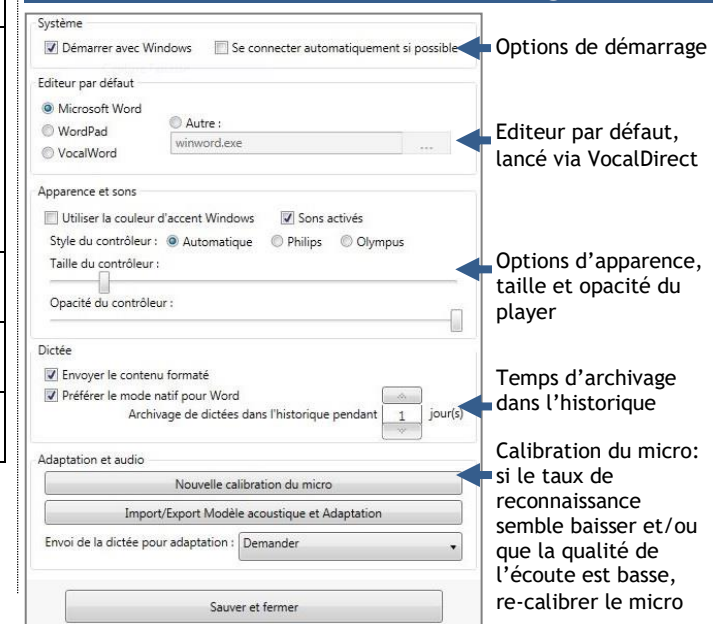 Système
Démarrer avec Windows Se connecter automatiquement si possible
Options de démarrage
Editeur par défaut
Microsoft Word
WordPad
Autre :
VocalWord
winword.exe ...
Editeur par défaut,
lancé via VocalDirect
Apparence et sons
Utiliser la couleur d'accent Windows Sons activés
Style du contrôleur : Automatique Philips Olympus
Taille du contrôleur :
Opacité du contrôleur :
Options d’apparence,
taille et opacité du
player
Dictée
Envoyer le contenu formaté
Préférer le mode natif pour Word
Archivage de dictées dans l'historique pendant 1 jour(s)
Temps d’archivage
dans l’historique
Adaptation et audio
Nouvelle calibration du micro
Import/Export Modèle acoustique et Adaptation
Envoi de la dictée pour adaptation : Demander
Calibration du micro:
si le taux de
reconnaissance
semble baisser et/ou
que la qualité de
l’écoute est basse,
re-calibrer le micro
Sauver et fermer